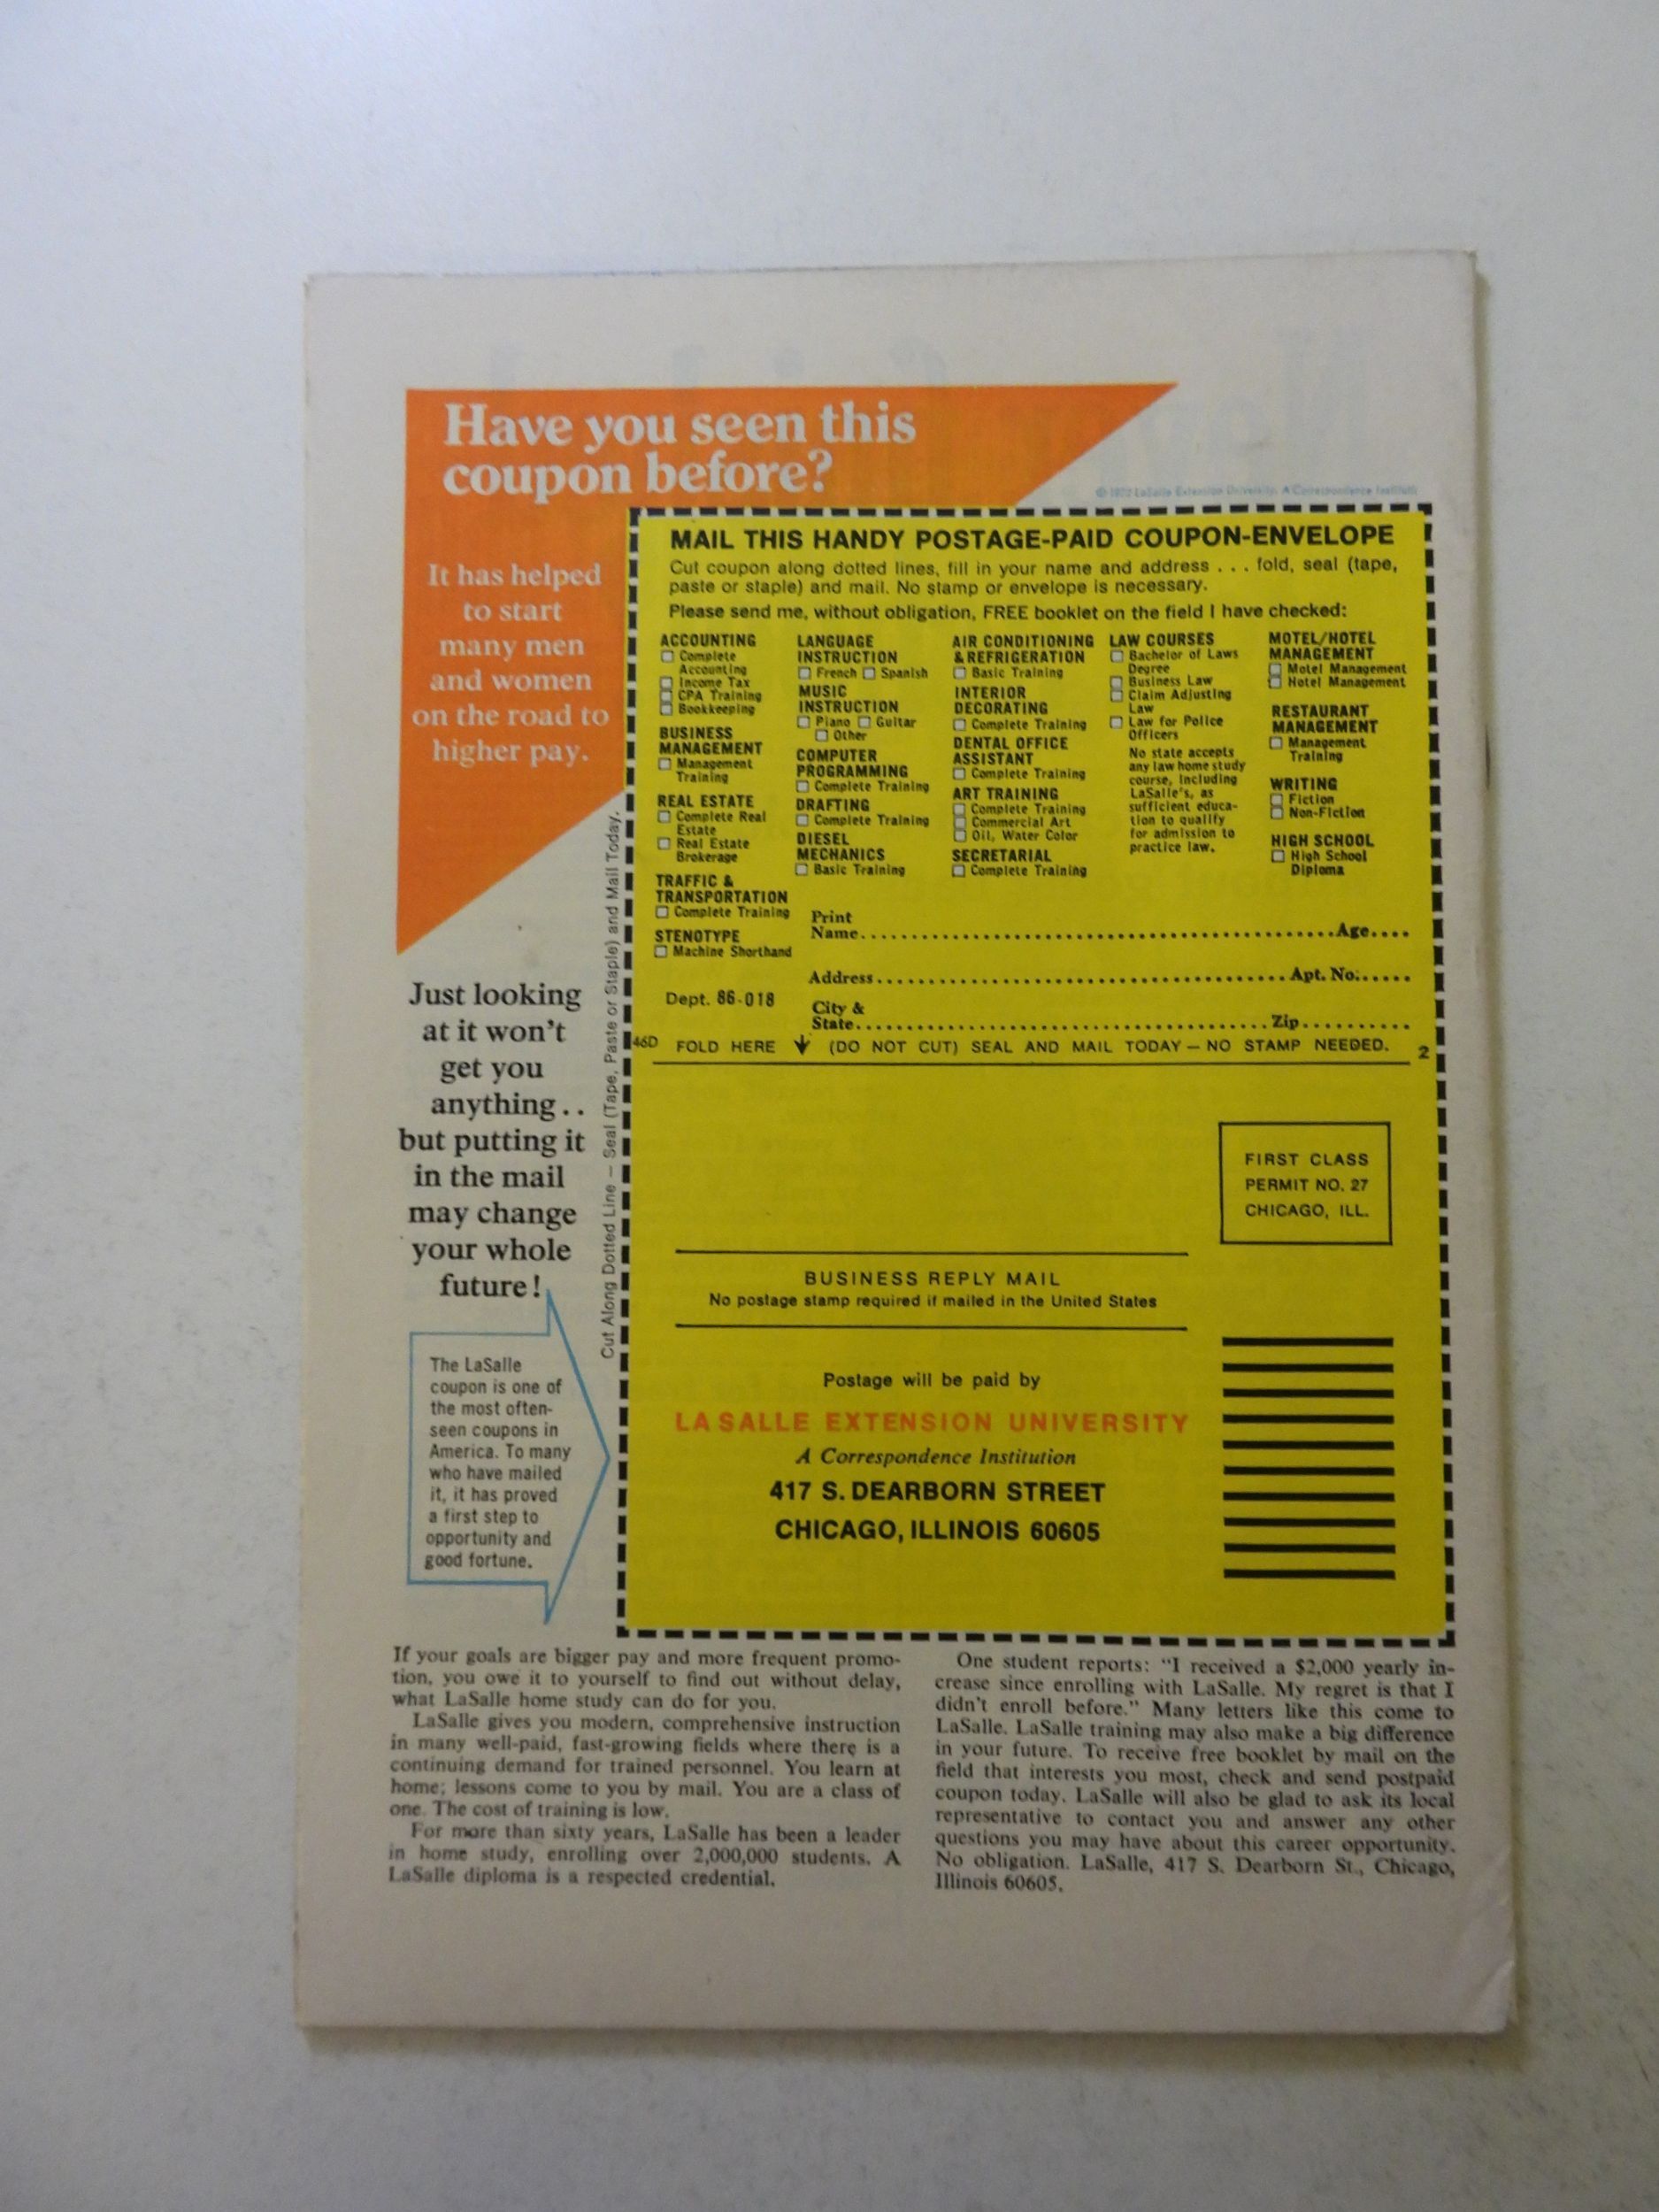 Have you seen this
coupon before?
© 1972 LaSalle Extension University, A Correspondence Institution
It has helped
to start
many men
and women
on the road to
higher pay.
Just looking
at it won't
get you
anything..
but putting it
in the mail
may change
your whole
future!
The LaSalle
coupon is one of
the most often-
seen coupons in
America. To many
who have mailed
it, it has proved
a first step to
opportunity and
good fortune.
Cut Along Dotted Line — Seal (Tape, Paste or Staple) and Mail Today.
MAIL THIS HANDY POSTAGE-PAID COUPON-ENVELOPE
Cut coupon along dotted lines, fill in your name and address . . . fold, seal (tape,
paste or staple) and mail. No stamp or envelope is necessary.
Please send me, without obligation, FREE booklet on the field I have checked:
ACCOUNTING
Complete
Accounting
Income Tax
CPA Training
Bookkeeping
BUSINESS
MANAGEMENT
Management
Training
REAL ESTATE
Complete Real
Estate
Real Estate
Brokerage
TRAFFIC &
TRANSPORTATION
Complete Training
STENOTYPE
Machine Shorthand
LANGUAGE
INSTRUCTION
French Spanish
MUSIC
INSTRUCTION
Piano Guitar
Other
COMPUTER
PROGRAMMING
Complete Training
DRAFTING
Complete Training
DIESEL
MECHANICS
Basic Training
AIR CONDITIONING
& REFRIGERATION
Basic Training
INTERIOR
DECORATING
Complete Training
DENTAL OFFICE
ASSISTANT
Complete Training
ART TRAINING
Complete Training
Commercial Art
Oil, Water Color
SECRETARIAL
Complete Training
LAW COURSES
Bachelor of Laws
Degree
Business Law
Claim Adjusting
Law
Law for Police
Officers
No state accepts
any law home study
course, including
LaSalle's, as
sufficient educa-
tion to qualify
for admission to
practice law.
MOTEL/HOTEL
MANAGEMENT
Motel Management
Hotel Management
RESTAURANT
MANAGEMENT
Management
Training
WRITING
Fiction
Non-Fiction
HIGH SCHOOL
High School
Diploma
Print
Name.......... Age....
Address.......... Apt. No......
Dept. 86-018
City &
State.......... Zip..........
46D FOLD HERE ↓ (DO NOT CUT) SEAL AND MAIL TODAY — NO STAMP NEEDED. 2
FIRST CLASS
PERMIT NO. 27
CHICAGO, ILL.
BUSINESS REPLY MAIL
No postage stamp required if mailed in the United States
Postage will be paid by
LA SALLE EXTENSION UNIVERSITY
A Correspondence Institution
417 S. DEARBORN STREET
CHICAGO, ILLINOIS 60605
If your goals are bigger pay and more frequent promo-
tion, you owe it to yourself to find out without delay,
what LaSalle home study can do for you.
LaSalle gives you modern, comprehensive instruction
in many well-paid, fast-growing fields where there is a
continuing demand for trained personnel. You learn at
home; lessons come to you by mail. You are a class of
one. The cost of training is low.
For more than sixty years, LaSalle has been a leader
in home study, enrolling over 2,000,000 students. A
LaSalle diploma is a respected credential.
One student reports: "I received a $2,000 yearly in-
crease since enrolling with LaSalle. My regret is that I
didn't enroll before." Many letters like this come to
LaSalle. LaSalle training may also make a big difference
in your future. To receive free booklet by mail on the
field that interests you most, check and send postpaid
coupon today. LaSalle will also be glad to ask its local
representative to contact you and answer any other
questions you may have about this career opportunity.
No obligation. LaSalle, 417 S. Dearborn St., Chicago,
Illinois 60605.